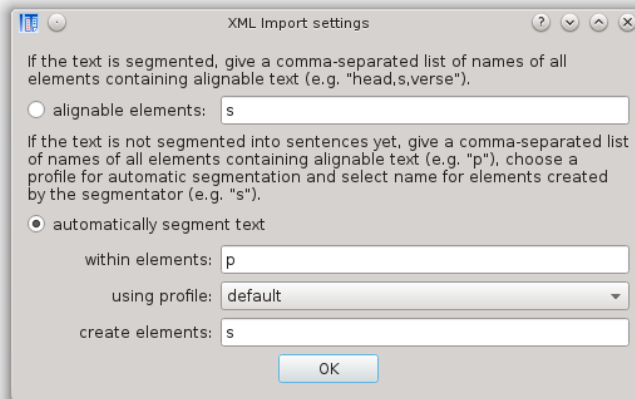 XML Import settings
If the text is segmented, give a comma-separated list of names of all
elements containing alignable text (e.g. "head,s,verse").
alignable elements: s
If the text is not segmented into sentences yet, give a comma-separated list
of names of all elements containing alignable text (e.g. "p"), choose a
profile for automatic segmentation and select name for elements created
by the segmentator (e.g. "s").
automatically segment text
within elements: p
using profile: default
create elements: s
OK